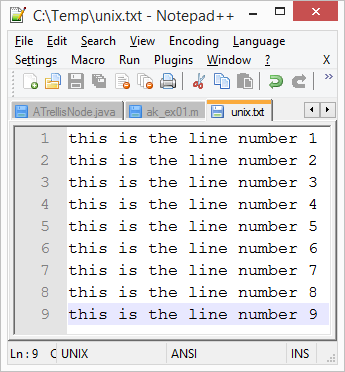 C:\Temp\unix.txt - Notepad++
File Edit Search View Encoding Language
Settings Macro Run Plugins Window ? X
ATrellisNode.java ak_ex01.m unix.txt
1 this is the line number 1
2 this is the line number 2
3 this is the line number 3
4 this is the line number 4
5 this is the line number 5
6 this is the line number 6
7 this is the line number 7
8 this is the line number 8
9 this is the line number 9
Ln:9 C UNIX ANSI INS